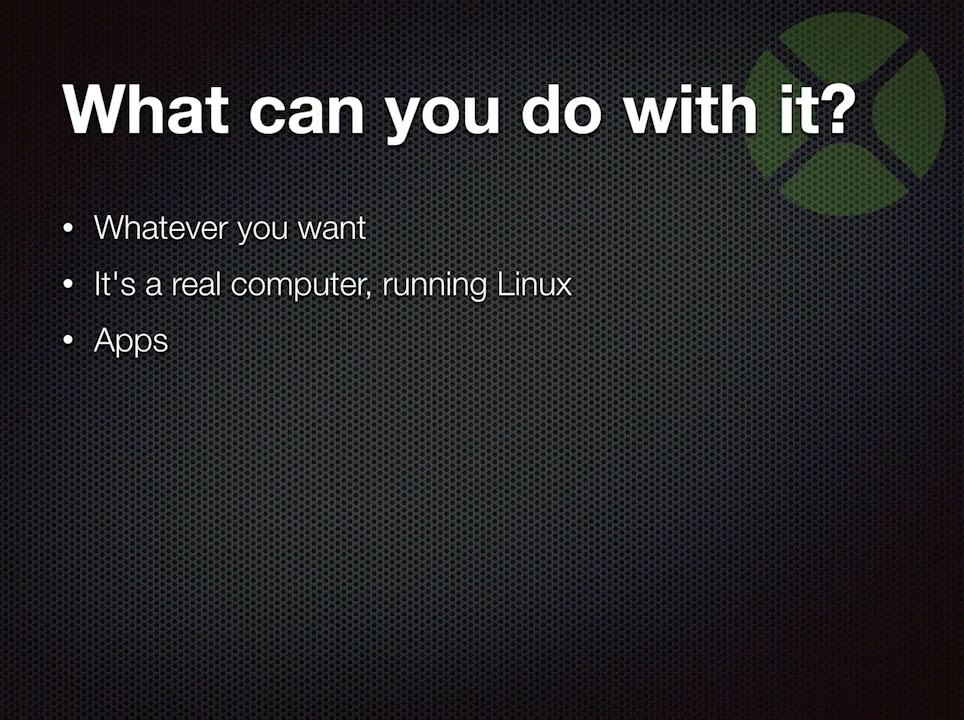 What can you do with it?
• Whatever you want
• It's a real computer, running Linux
• Apps